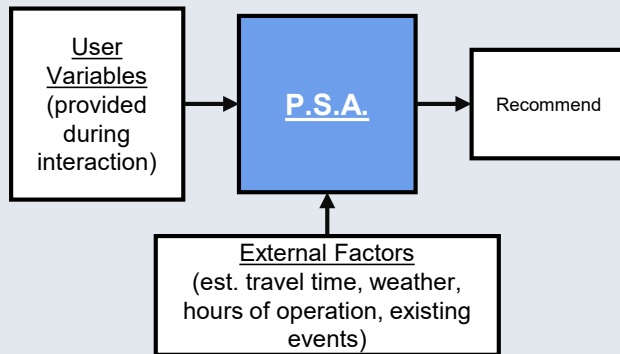 User
Variables
(provided
during
interaction)
P.S.A.
Recommend
External Factors
(est. travel time, weather,
hours of operation, existing
events)